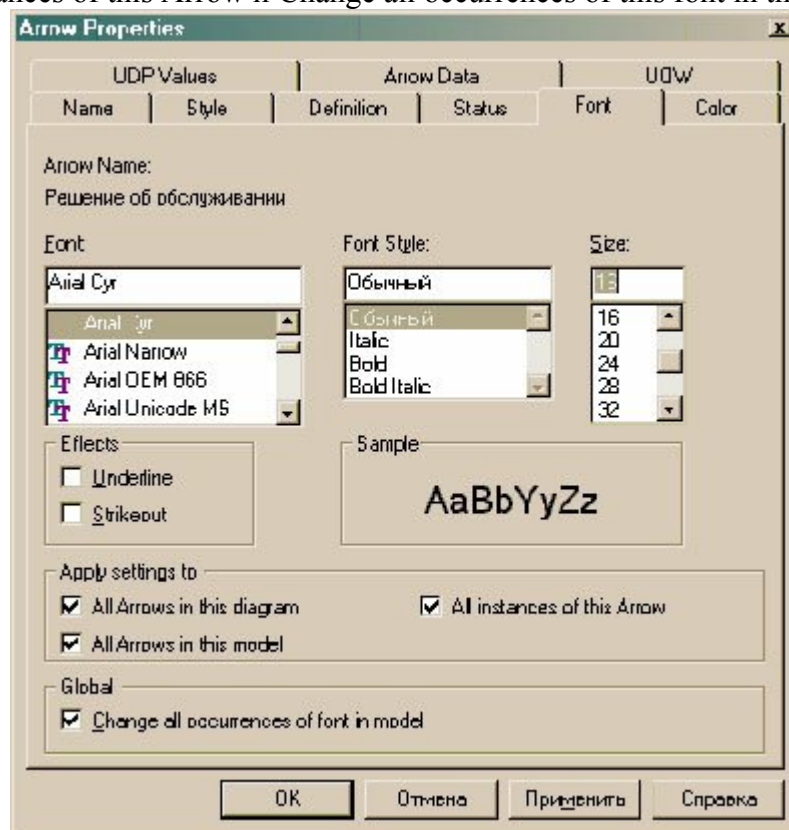 ances of this Arrow и Change all occurrences of this font in th
Arrow Properties
UDP Values Arrow Data UOW
Name Style Definition Status Font Color
Arrow Name:
Решение об обслуживании
Font Font Style: Size:
Arial Cyr Обычный 13
Arial Cyr Обычный 16
Arial Narrow Italic 20
Arial OEM 866 Bold 24
Arial Unicode MS Bold Italic 28
32
Effects Sample
Underline
Strikeout
AaBbYyZz
Apply settings to
All Arrows in this diagram All instances of this Arrow
All Arrows in this model
Global
Change all occurrences of font in model
OK Отмена Применить Справка